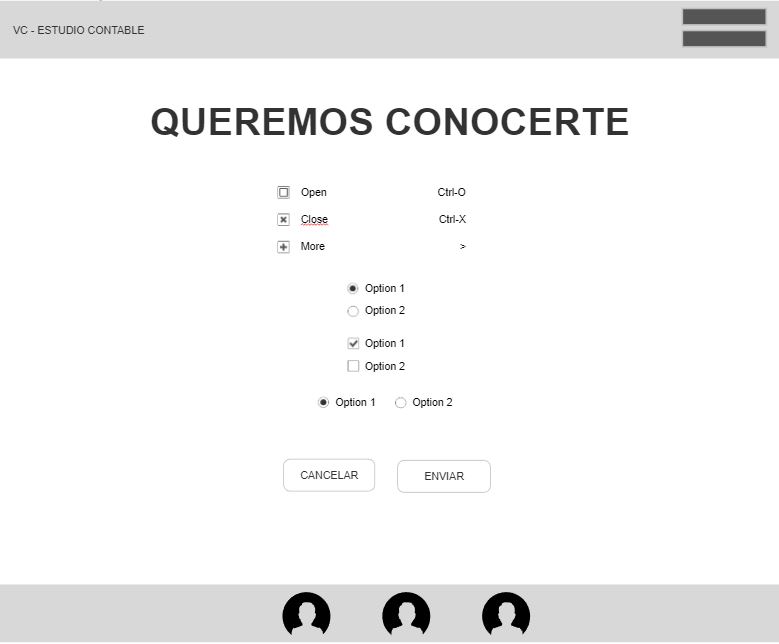 VC - ESTUDIO CONTABLE
QUEREMOS CONOCERTE
Open Ctrl-O
Close Ctrl-X
More >
Option 1
Option 2
Option 1
Option 2
Option 1 Option 2
CANCELAR ENVIAR